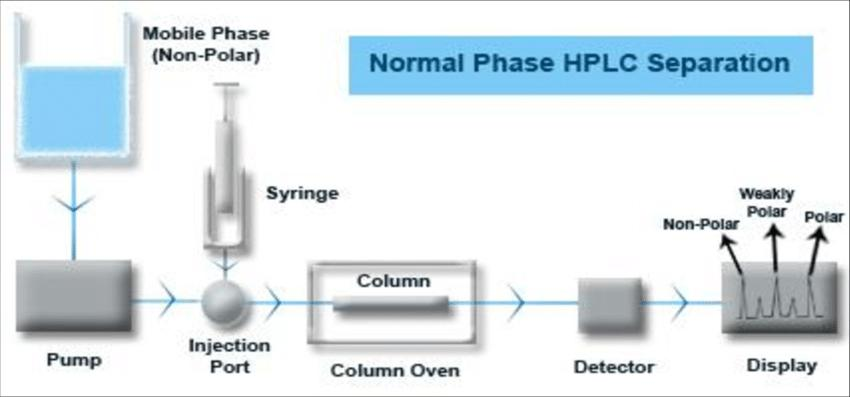 Mobile Phase
(Non-Polar)
Normal Phase HPLC Separation
Syringe
Weakly
Polar
Non-Polar
Polar
Column
Pump
Injection
Port
Column Oven
Detector
Display